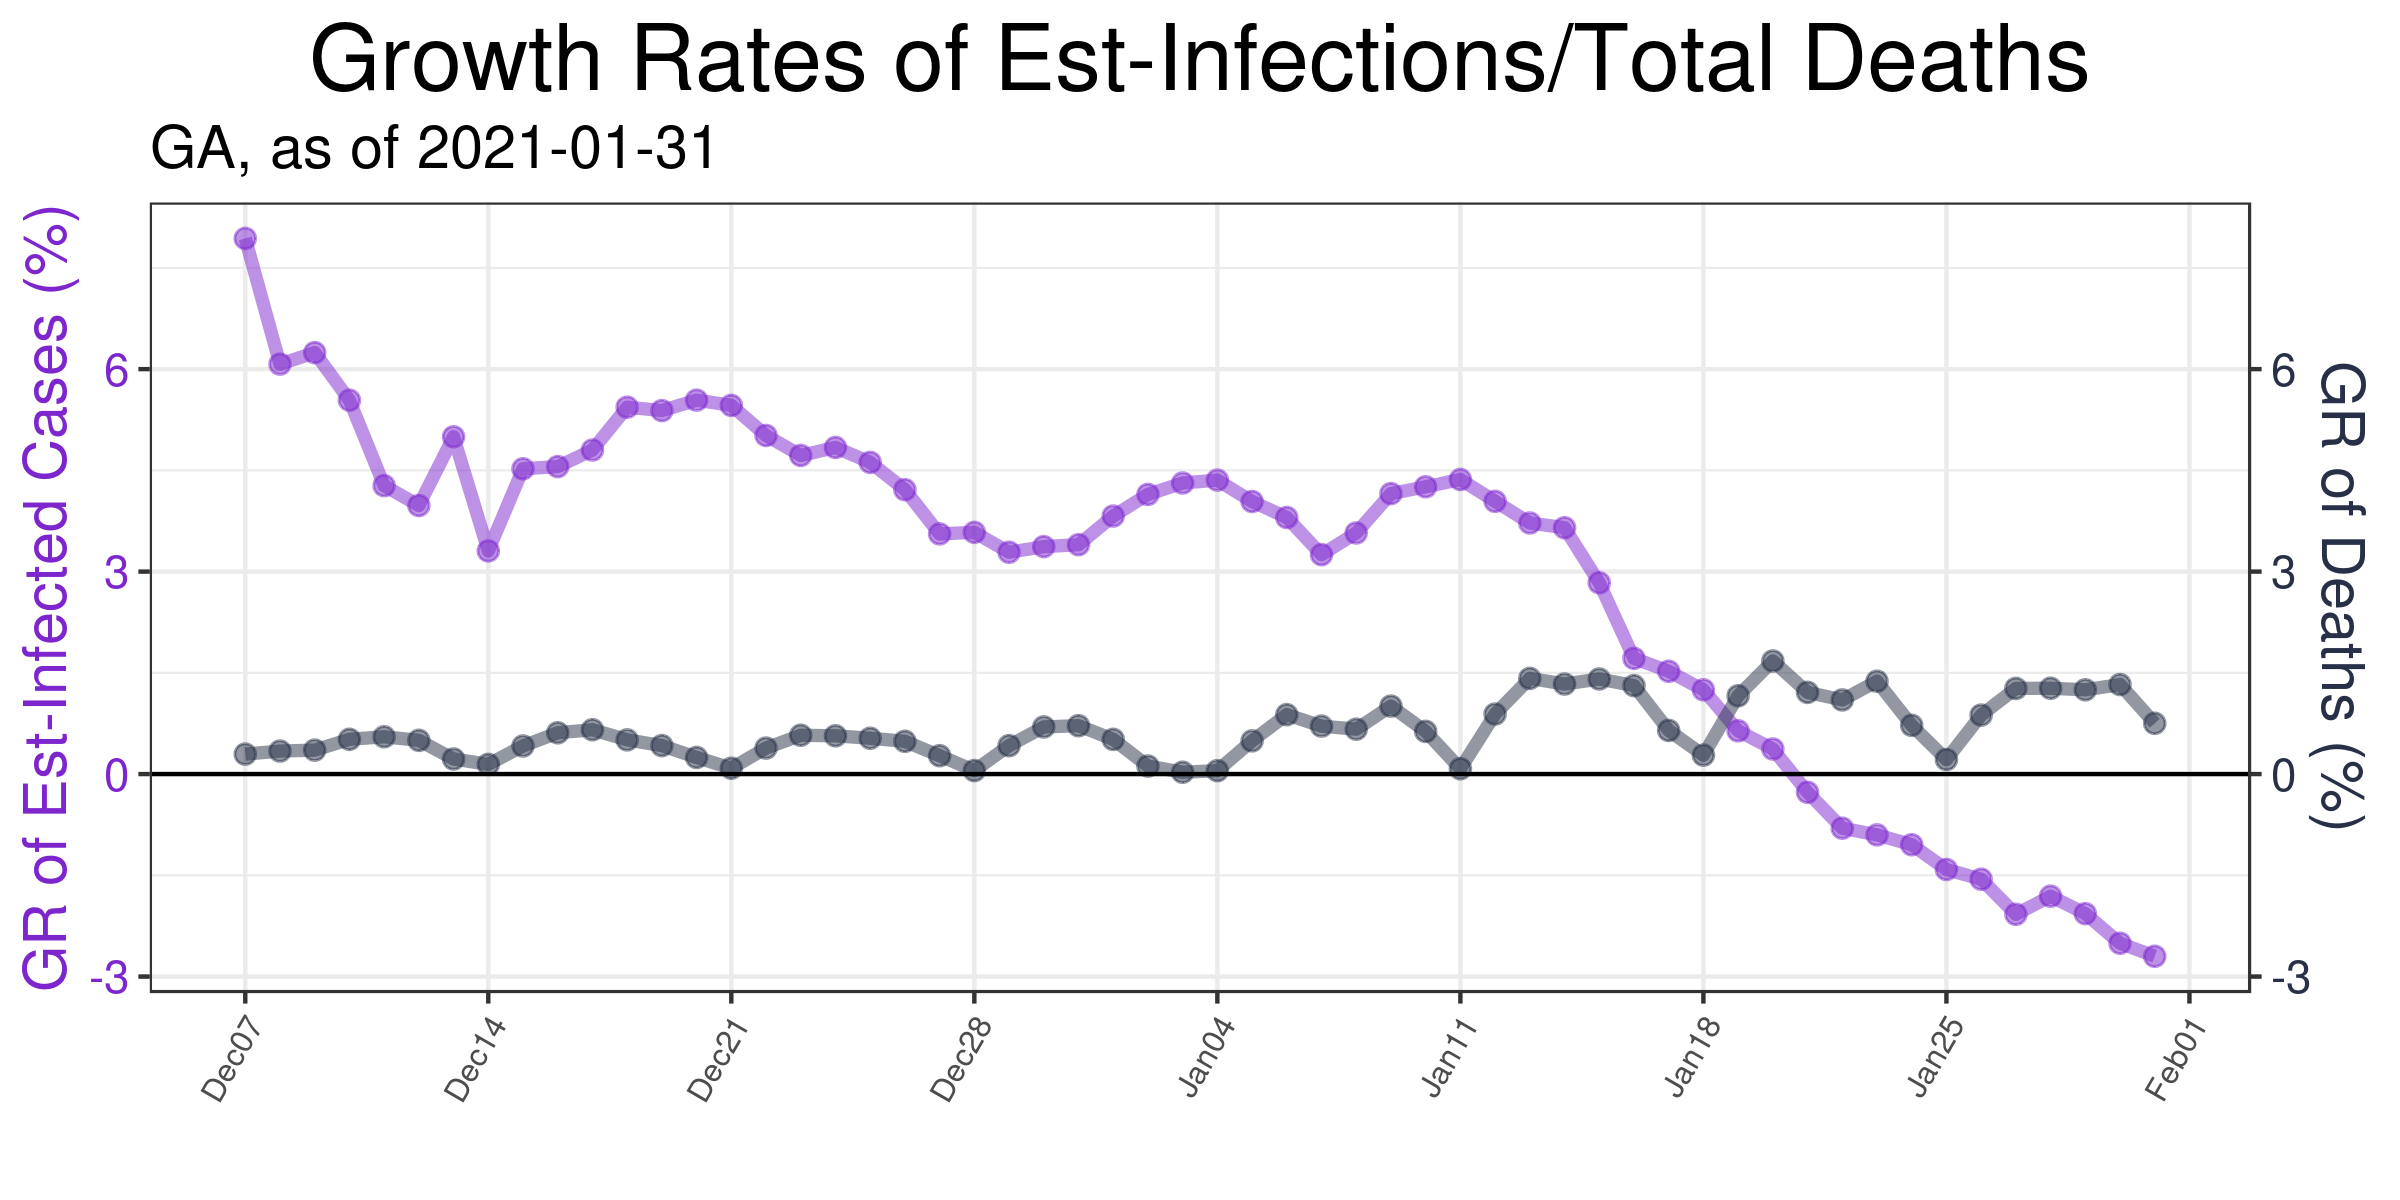 Growth Rates of Est-Infections/Total Deaths
GA, as of 2021-01-31
GR of Est-Infected Cases (%)
6
3
0
-3
6
3
0
-3
GR of Deaths (%)
Dec07
Dec14
Dec21
Dec28
Jan04
Jan11
Jan18
Jan25
Feb01